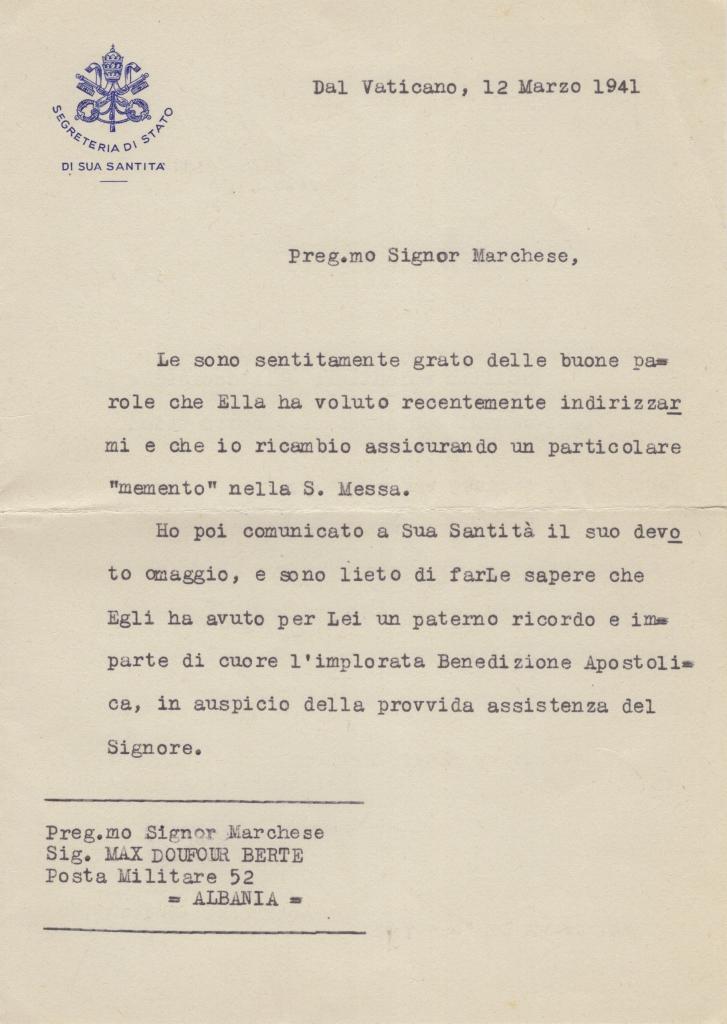 SEGRETERIA DI STATO
DI SUA SANTITA'
Dal Vaticano, 12 Marzo 1941
Preg.mo Signor Marchese,
Le sono sentitamente grato delle buone pa=
role che Ella ha voluto recentemente indirizzar
mi e che io ricambio assicurando un particolare
"memento" nella S. Messa.
Ho poi comunicato a Sua Santità il suo devo
to omaggio, e sono lieto di farLe sapere che
Egli ha avuto per Lei un paterno ricordo e im=
parte di cuore l'implorata Benedizione Apostoli=
ca, in auspicio della provvida assistenza del
Signore.
Preg.mo Signor Marchese
Sig. MAX DOUFOUR BERTE
Posta Militare 52
= ALBANIA =